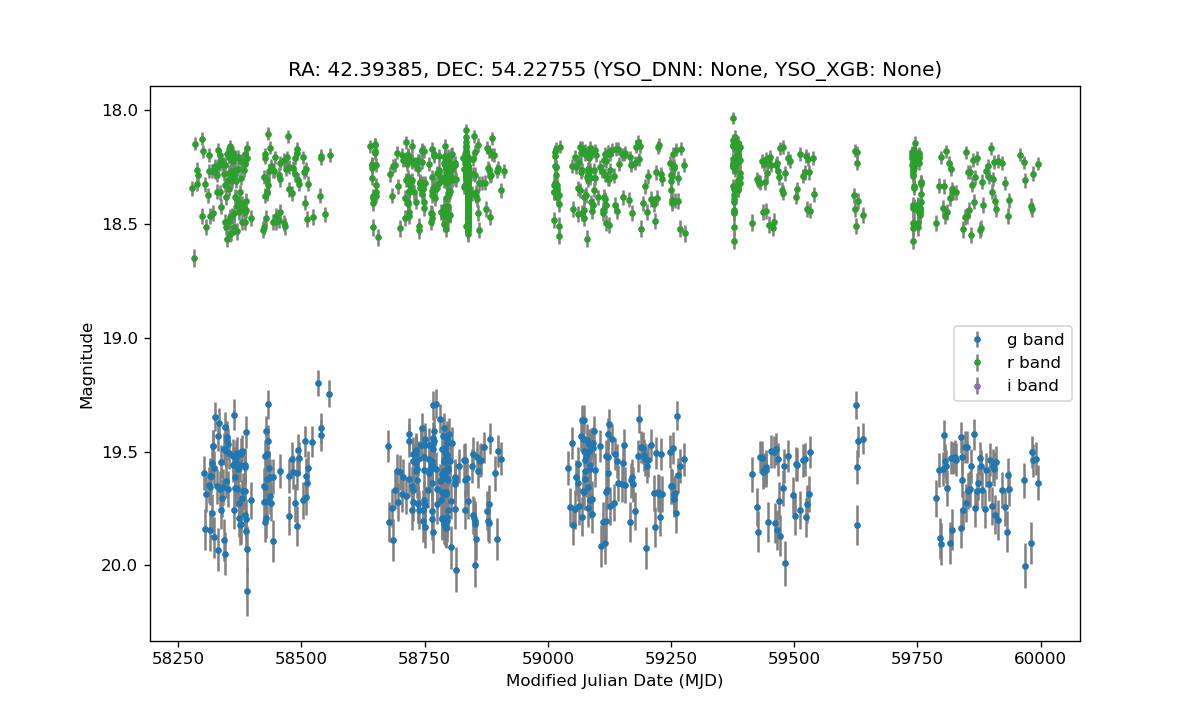 RA: 42.39385, DEC: 54.22755 (YSO_DNN: None, YSO_XGB: None)
18.0
18.5
19.0
19.5
20.0
Magnitude
g band
r band
i band
58250 58500 58750 59000 59250 59500 59750 60000
Modified Julian Date (MJD)